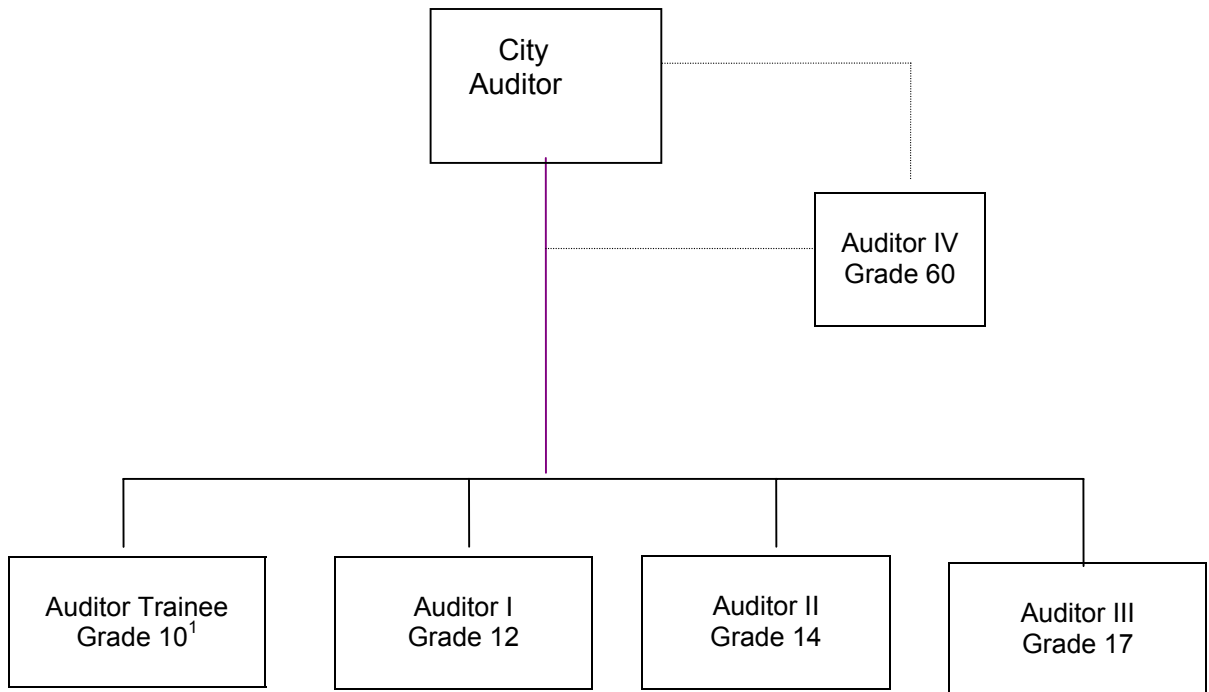 City
Auditor
Auditor IV
Grade 60
Auditor Trainee
Grade 10¹
Auditor I
Grade 12
Auditor II
Grade 14
Auditor III
Grade 17